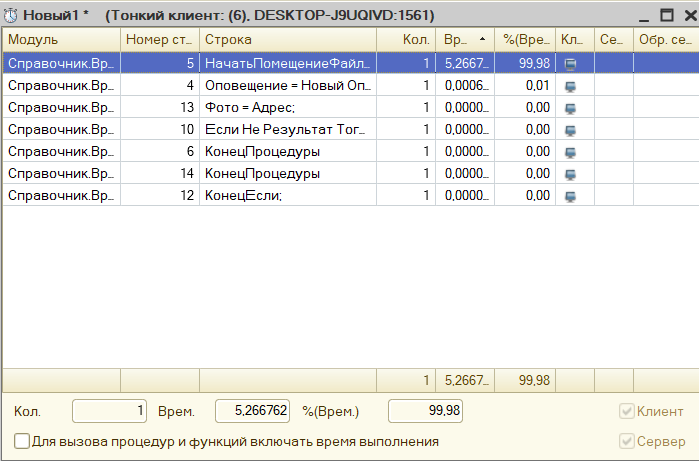 Новый1 * (Тонкий клиент: (6), DESKTOP-J9UQIVD:1561)
Модуль Номер ст... Строка Кол. Вр... %(Вре... Кл... Се... Обр. се...
Справочник.Вр... 5 НачатьПомещениеФайл... 1 5,2667... 99,98
Справочник.Вр... 4 Оповещение = Новый Оп... 1 0,0006... 0,01
Справочник.Вр... 13 Фото = Адрес; 1 0,0000... 0,00
Справочник.Вр... 10 Если Не Результат Тог... 1 0,0000... 0,00
Справочник.Вр... 6 КонецПроцедуры 1 0,0000... 0,00
Справочник.Вр... 14 КонецПроцедуры 1 0,0000... 0,00
Справочник.Вр... 12 КонецЕсли; 1 0,0000... 0,00
1 5,2667... 99,98
Кол. 1 Врем. 5,266762 %(Врем.) 99,98 Клиент
Для вызова процедур и функций включать время выполнения Сервер